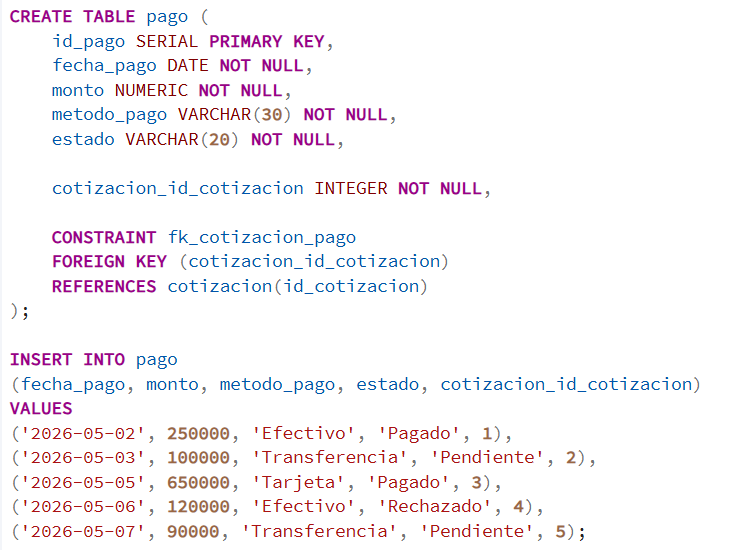 CREATE TABLE pago (
    id_pago SERIAL PRIMARY KEY,
    fecha_pago DATE NOT NULL,
    monto NUMERIC NOT NULL,
    metodo_pago VARCHAR(30) NOT NULL,
    estado VARCHAR(20) NOT NULL,
    cotizacion_id_cotizacion INTEGER NOT NULL,
    CONSTRAINT fk_cotizacion_pago
    FOREIGN KEY (cotizacion_id_cotizacion)
    REFERENCES cotizacion(id_cotizacion)
);
INSERT INTO pago
(fecha_pago, monto, metodo_pago, estado, cotizacion_id_cotizacion)
VALUES
('2026-05-02', 250000, 'Efectivo', 'Pagado', 1),
('2026-05-03', 100000, 'Transferencia', 'Pendiente', 2),
('2026-05-05', 650000, 'Tarjeta', 'Pagado', 3),
('2026-05-06', 120000, 'Efectivo', 'Rechazado', 4),
('2026-05-07', 90000, 'Transferencia', 'Pendiente', 5);